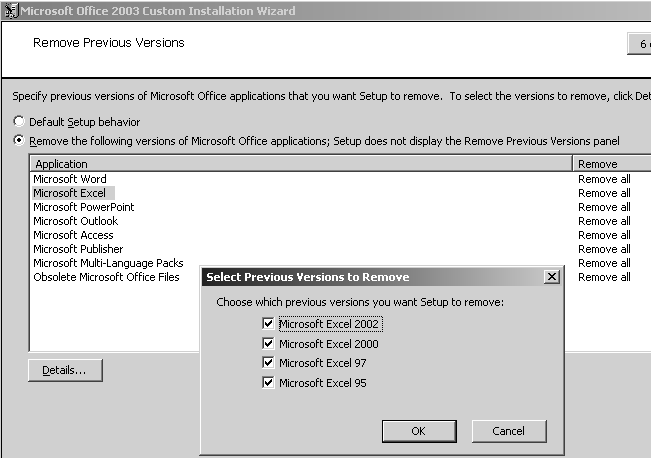 Microsoft Office 2003 Custom Installation Wizard
Remove Previous Versions
6
Specify previous versions of Microsoft Office applications that you want Setup to remove. To select the versions to remove, click Det
Default Setup behavior
Remove the following versions of Microsoft Office applications; Setup does not display the Remove Previous Versions panel
Application Remove
Microsoft Word Remove all
Microsoft Excel Remove all
Microsoft PowerPoint Remove all
Microsoft Outlook Remove all
Microsoft Access Remove all
Microsoft Publisher Remove all
Microsoft Multi-Language Packs Remove all
Obsolete Microsoft Office Files Remove all
Select Previous Versions to Remove
Choose which previous versions you want Setup to remove:
Microsoft Excel 2002
Microsoft Excel 2000
Microsoft Excel 97
Microsoft Excel 95
Details...
OK Cancel